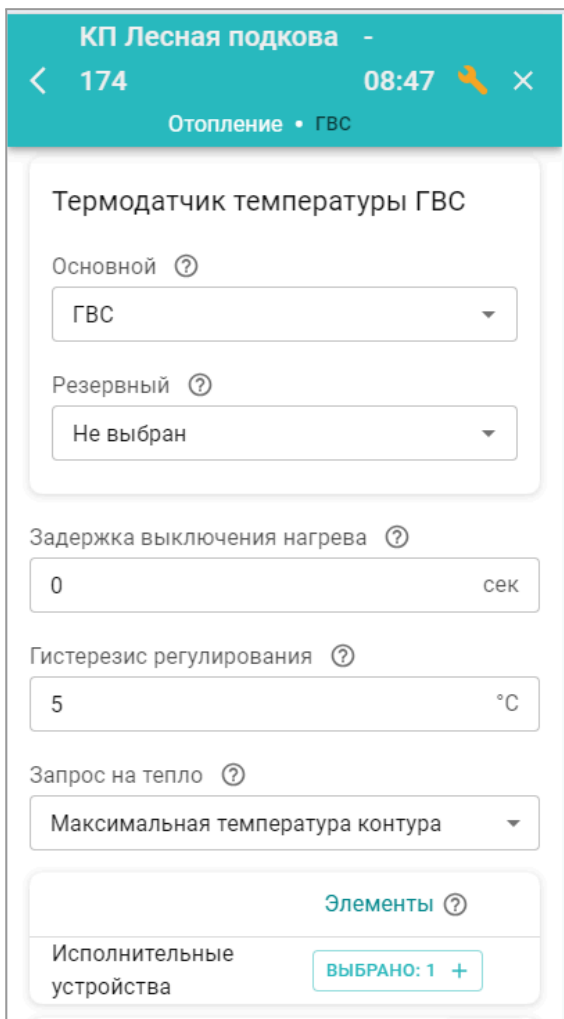 КП Лесная подкова -
174 08:47
Отопление • ГВС
Термодатчик температуры ГВС
Основной ?
ГВС
Резервный ?
Не выбран
Задержка выключения нагрева ?
0 сек
Гистерезис регулирования ?
5 °C
Запрос на тепло ?
Максимальная температура контура
Элементы ?
Исполнительные
устройства
ВЫБРАНО: 1 +